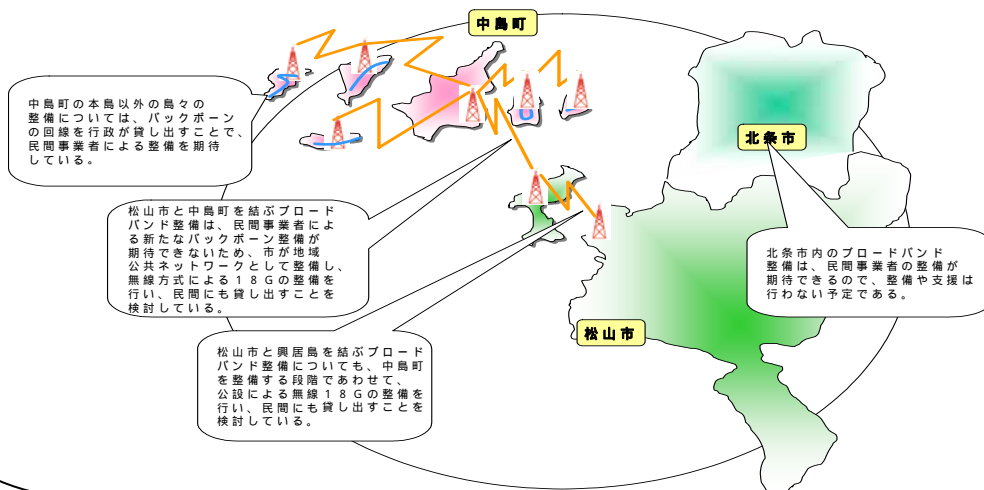 中島町
中島町の本島以外の島々の
整備については、バックボーン
の回線を行政が貸し出すことで、
民間事業者による整備を期待
している。
北条市
松山市と中島町を結ぶブロード
バンド整備は、民間事業者によ
る新たなバックボーン整備が
期待できないため、市が地域
公共ネットワークとして整備し、
無線方式による18Gの整備を
行い、民間にも貸し出すことを
検討している。
北条市内のブロードバンド
整備は、民間事業者の整備が
期待できるので、整備や支援は
行わない予定である。
松山市
松山市と興居島を結ぶブロード
バンド整備についても、中島町
を整備する段階であわせて、
公設による無線18Gの整備を
行い、民間にも貸し出すことを
検討している。